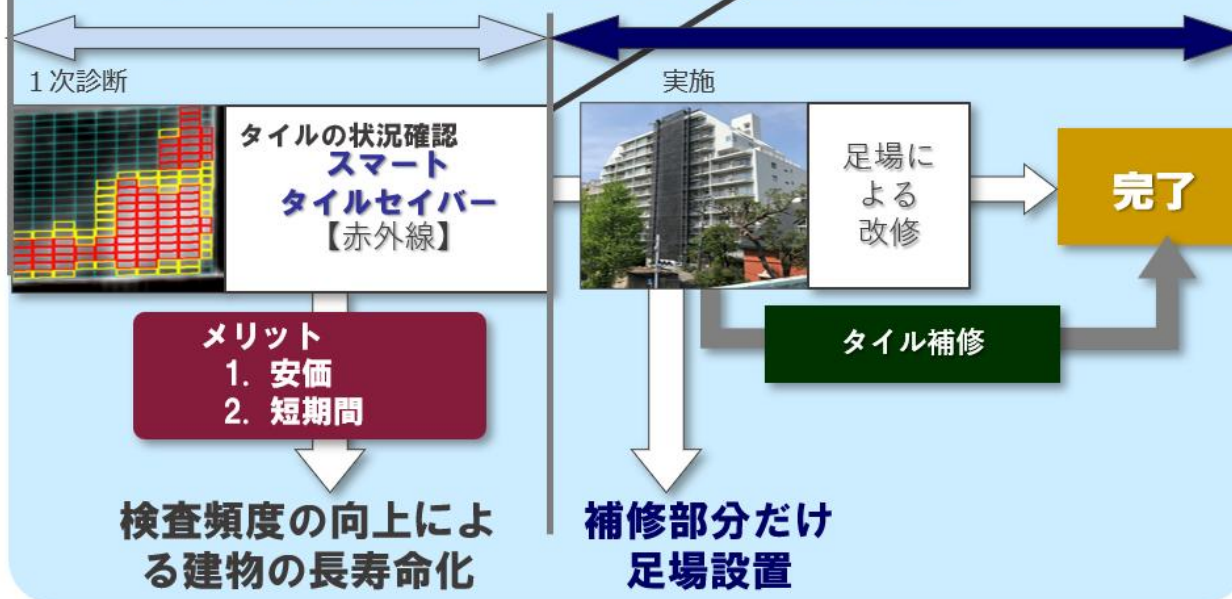 1次診断
タイルの状況確認
スマート
タイルセイバー
【赤外線】
メリット
1. 安価
2. 短期間
検査頻度の向上によ
る建物の長寿命化
実施
足場に
よる
改修
完了
タイル補修
補修部分だけ
足場設置